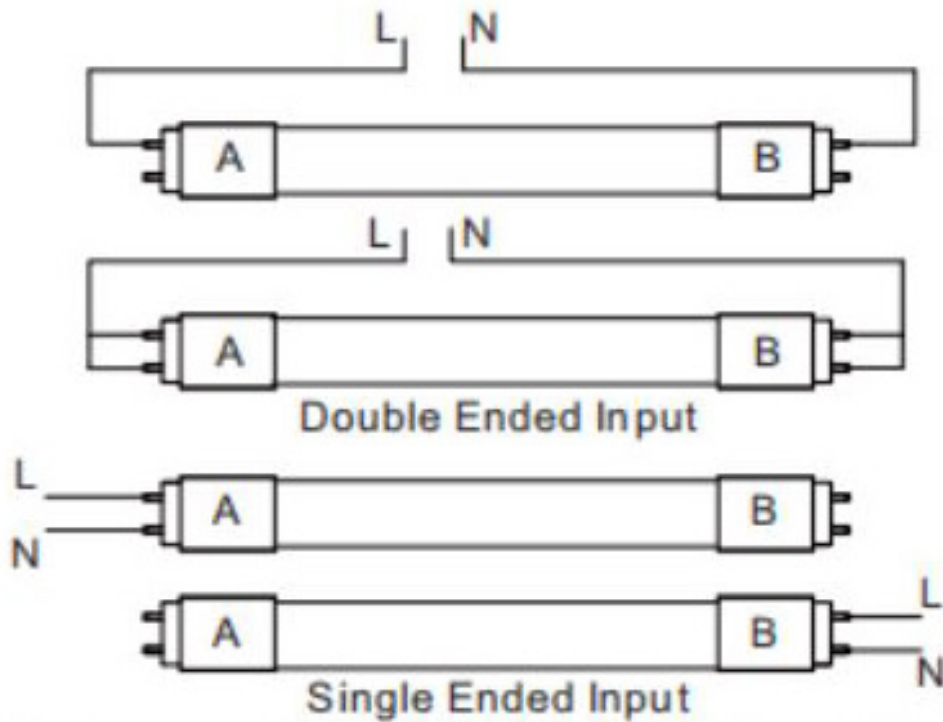 L N
A B
L N
A B
Double Ended Input
L
A B
N
L
A B
N
Single Ended Input